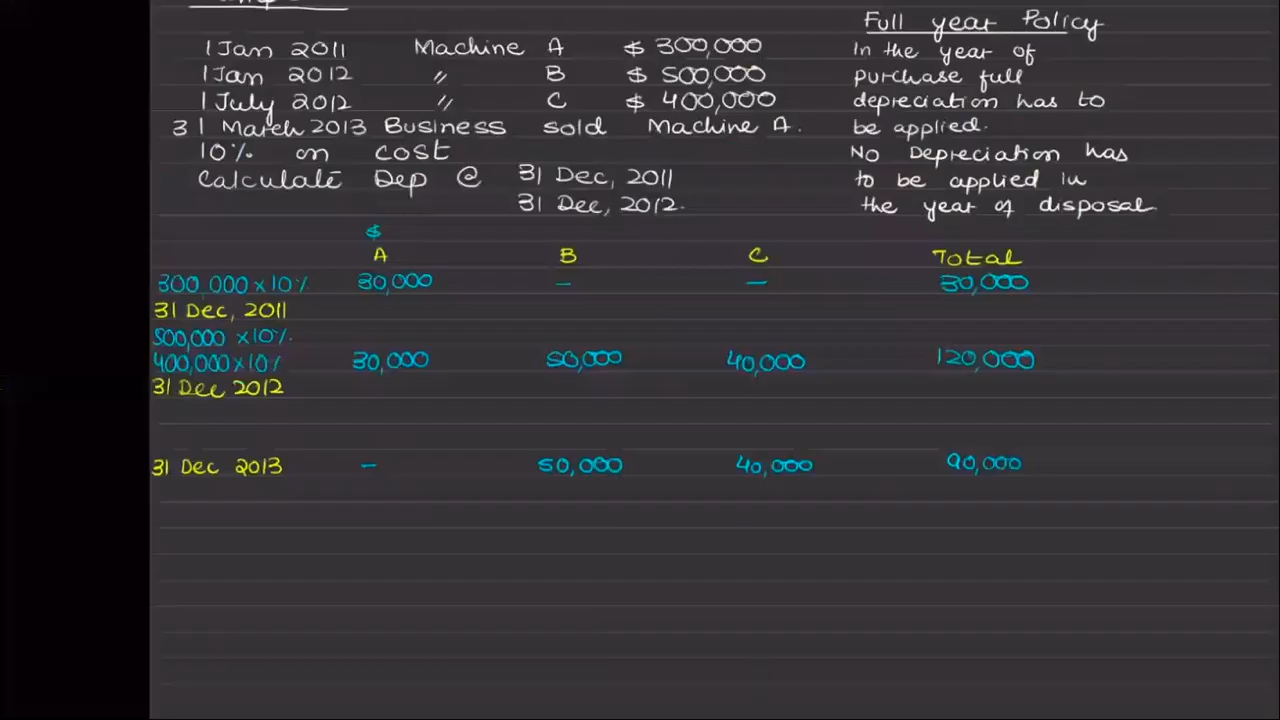 Full year Policy
1 Jan 2011 Machine A $ 300,000 In the year of
1 Jan 2012 〃 B $ 500,000 purchase full
1 July 2012 〃 C $ 400,000 depreciation has to
31 March 2013 Business sold Machine A. be applied.
10% on cost No Depreciation has
Calculate Dep @ 31 Dec, 2011 to be applied in
31 Dec, 2012. the year of disposal.
$
A B C Total
300,000 x 10% 30,000 – – 30,000
31 Dec, 2011
500,000 x 10%.
400,000 x 10% 30,000 50,000 40,000 120,000
31 Dec 2012
31 Dec 2013 – 50,000 40,000 90,000